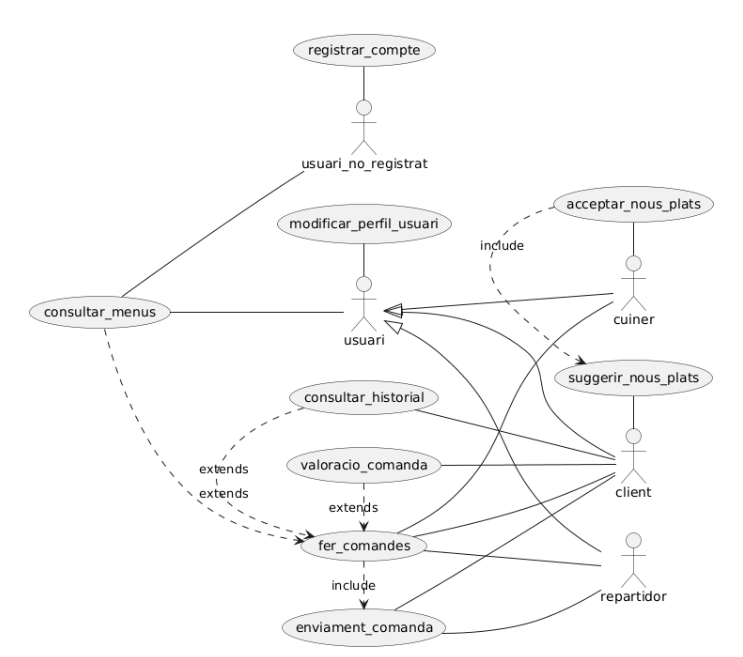 registrar_compte
usuari_no_registrat
acceptar_nous_plats
modificar_perfil_usuari
include
consultar_menus
usuari
cuiner
suggerir_nous_plats
consultar_historial
valoracio_comanda
extends
extends
client
extends
fer_comandes
include
repartidor
enviament_comanda